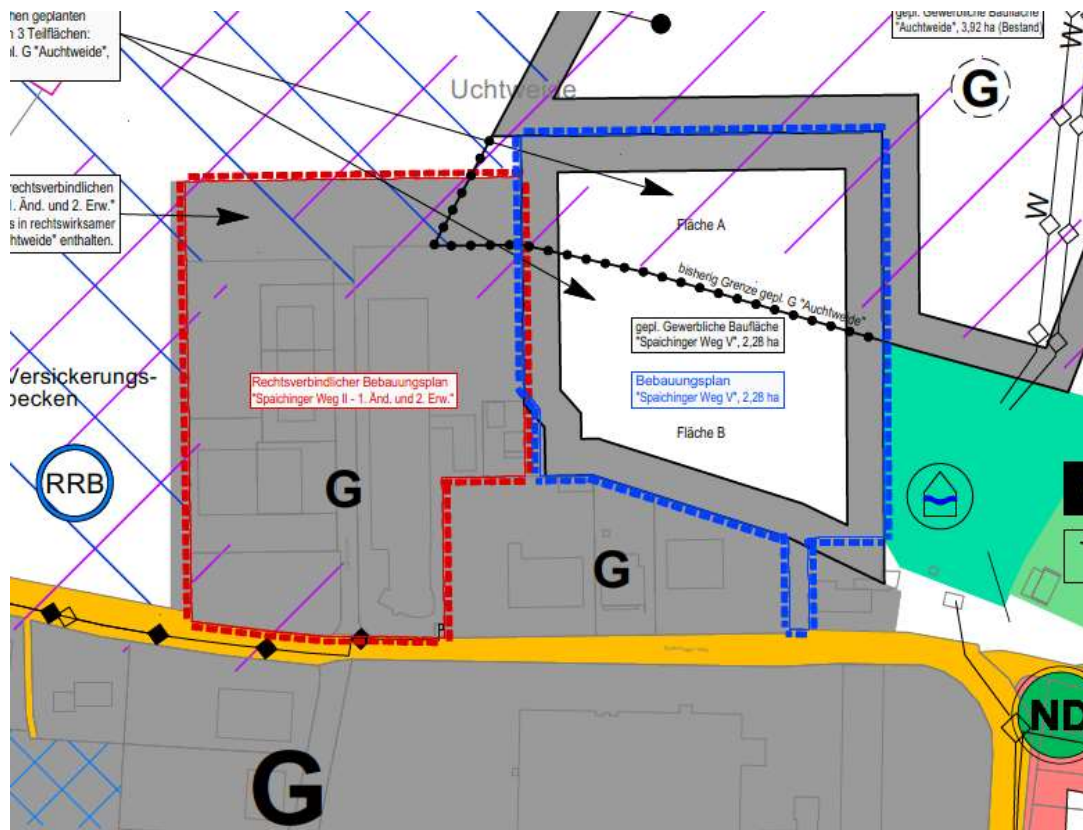 hen geplanten
n 3 Teilflächen:
l. G "Auchtweide",
gepl. Gewerbliche Baufläche
"Auchtweide", 3,92 ha (Bestand)
W
Uchtweide
G
rechtsverbindlichen
. Änd. und 2. Erw."
s in rechtswirksamer
htweide" enthalten.
W
Fläche A
bisherig Grenze gepl. G "Auchtweide"
gepl. Gewerbliche Baufläche
"Spaichinger Weg V", 2,28 ha
Versickerungs-
becken
Rechtsverbindlicher Bebauungsplan
"Spaichinger Weg II - 1. Änd. und 2. Erw."
Bebauungsplan
"Spaichinger Weg V", 2,28 ha
Fläche B
RRB
G
G
P
ND
G